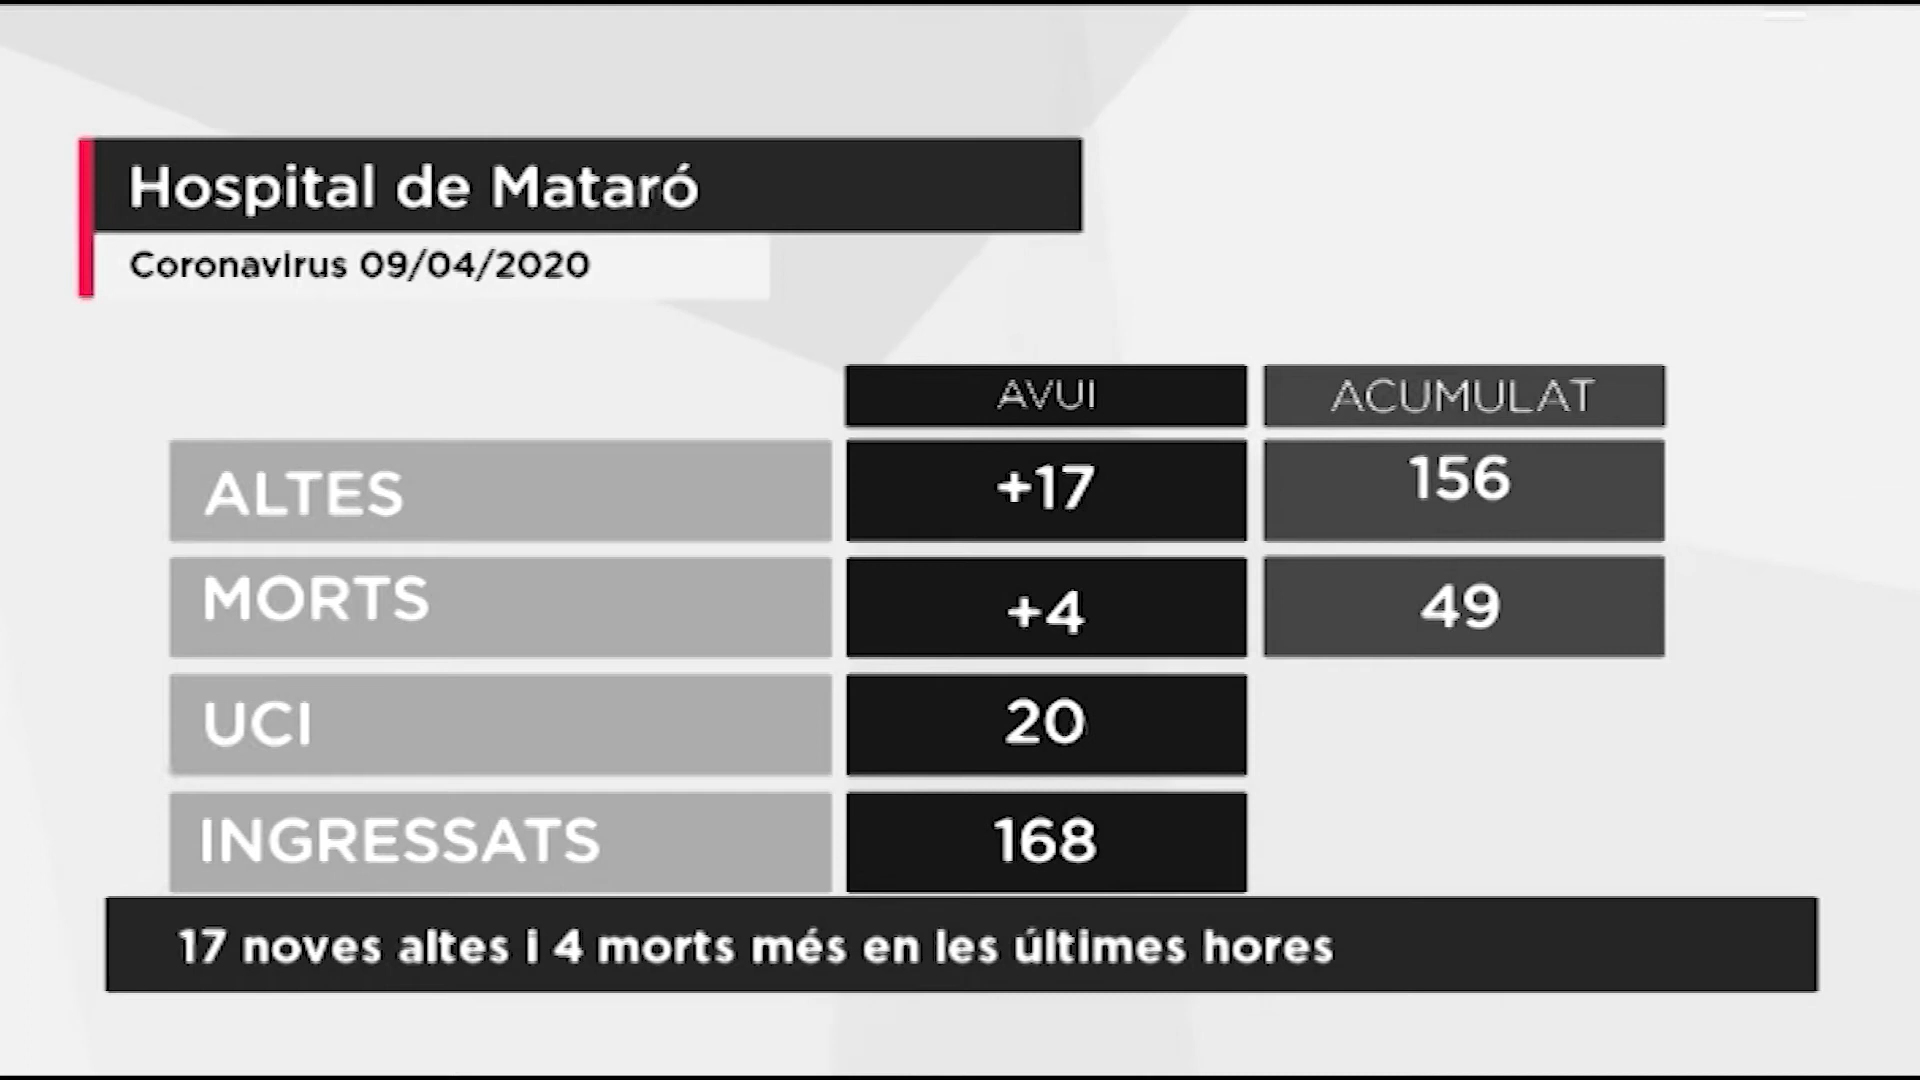 Hospital de Mataró
Coronavirus 09/04/2020
AVUI ACUMULAT
ALTES +17 156
MORTS +4 49
UCI 20
INGRESSATS 168
17 noves altes i 4 morts més en les últimes hores